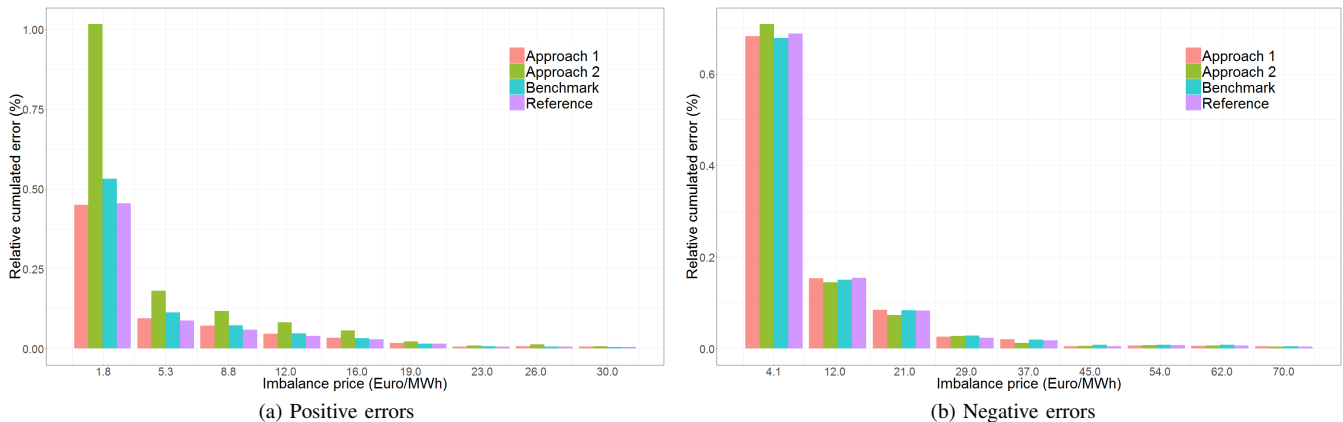 1.00
0.75
0.50
0.25
0.00
Relative cumulated error (%)
Approach 1
Approach 2
Benchmark
Reference
1.8 5.3 8.8 12.0 16.0 19.0 23.0 26.0 30.0
Imbalance price (Euro/MWh)
(a) Positive errors
0.6
0.4
0.2
0.0
Relative cumulated error (%)
Approach 1
Approach 2
Benchmark
Reference
4.1 12.0 21.0 29.0 37.0 45.0 54.0 62.0 70.0
Imbalance price (Euro/MWh)
(b) Negative errors